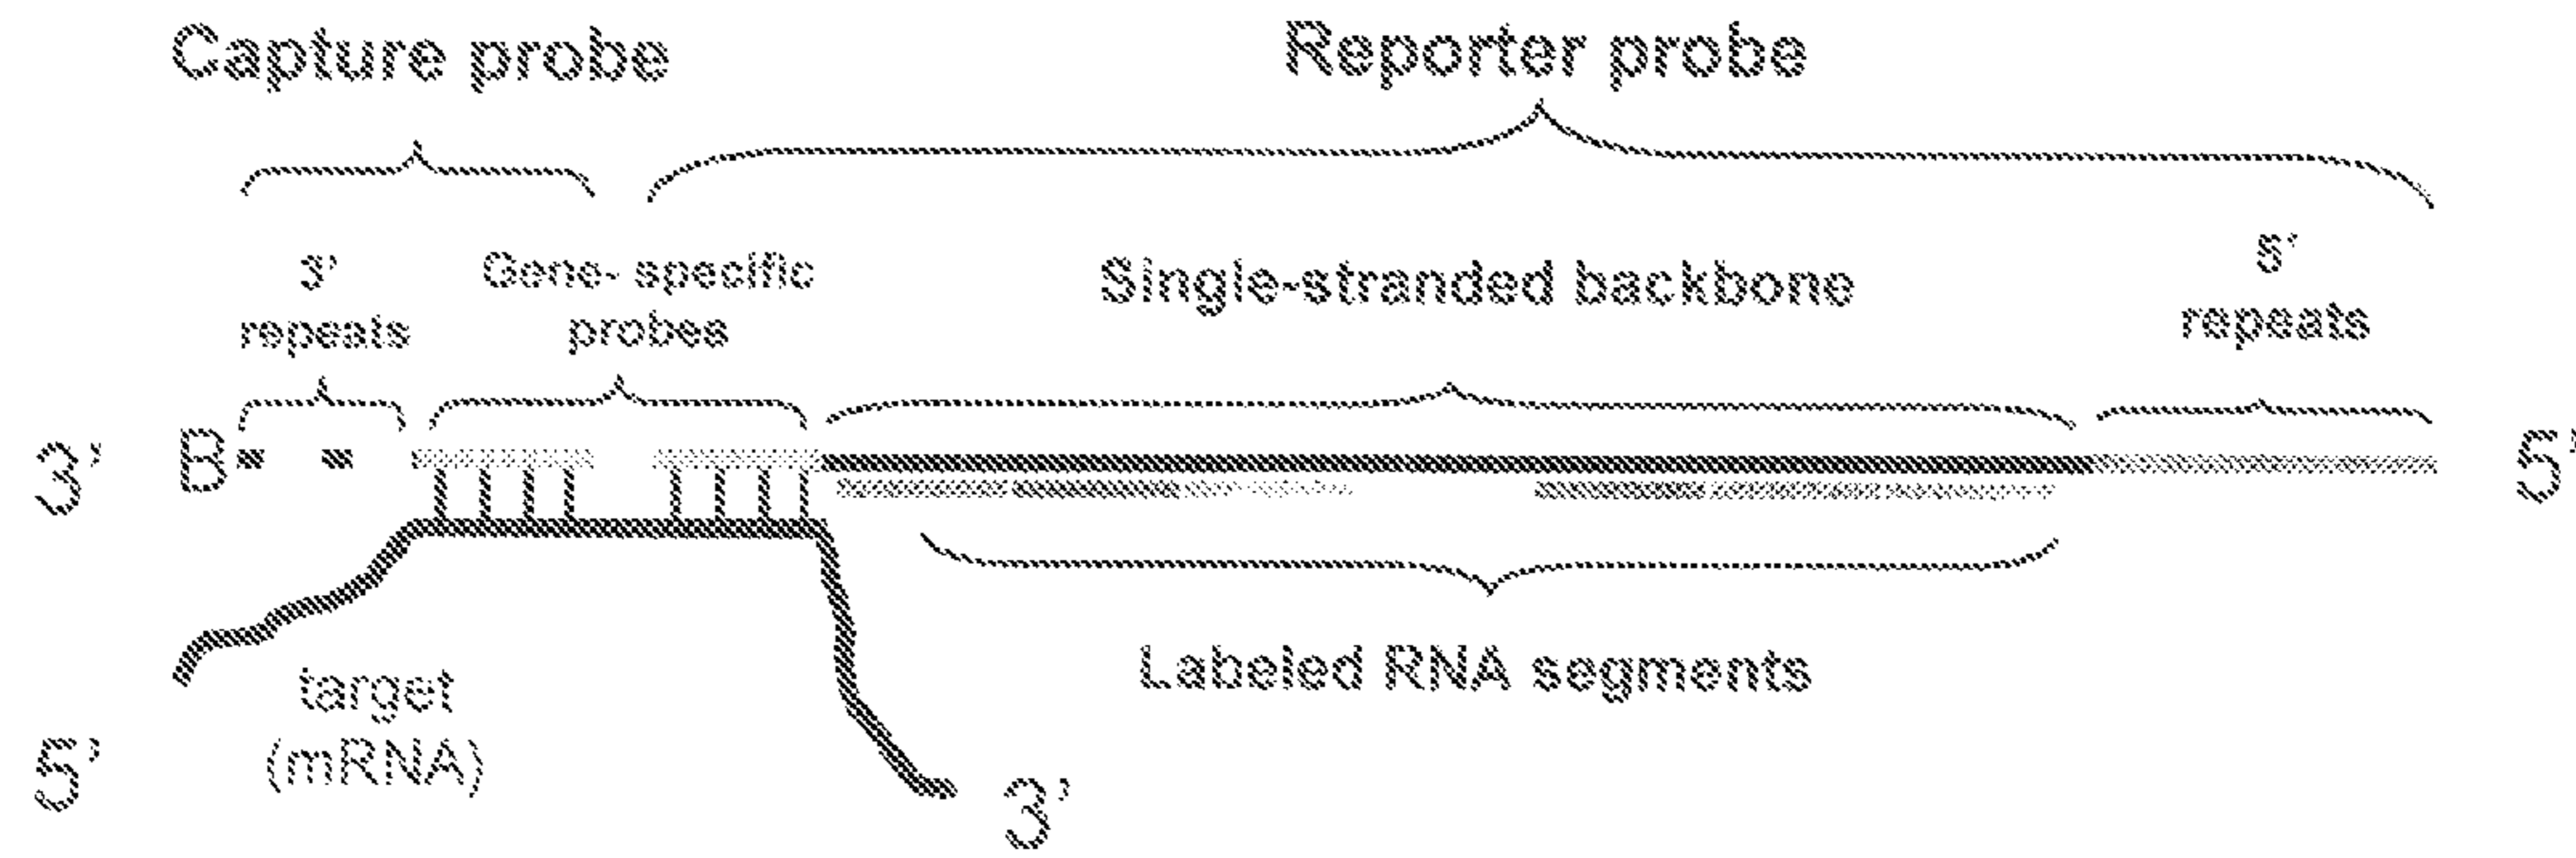 Capture probe
Reporter probe
3'
repeats
Gene- specific
probes
Single-stranded backbone
5'
repeats
3'
B
5'
Labeled RNA segments
target
(mRNA)
5'
3'